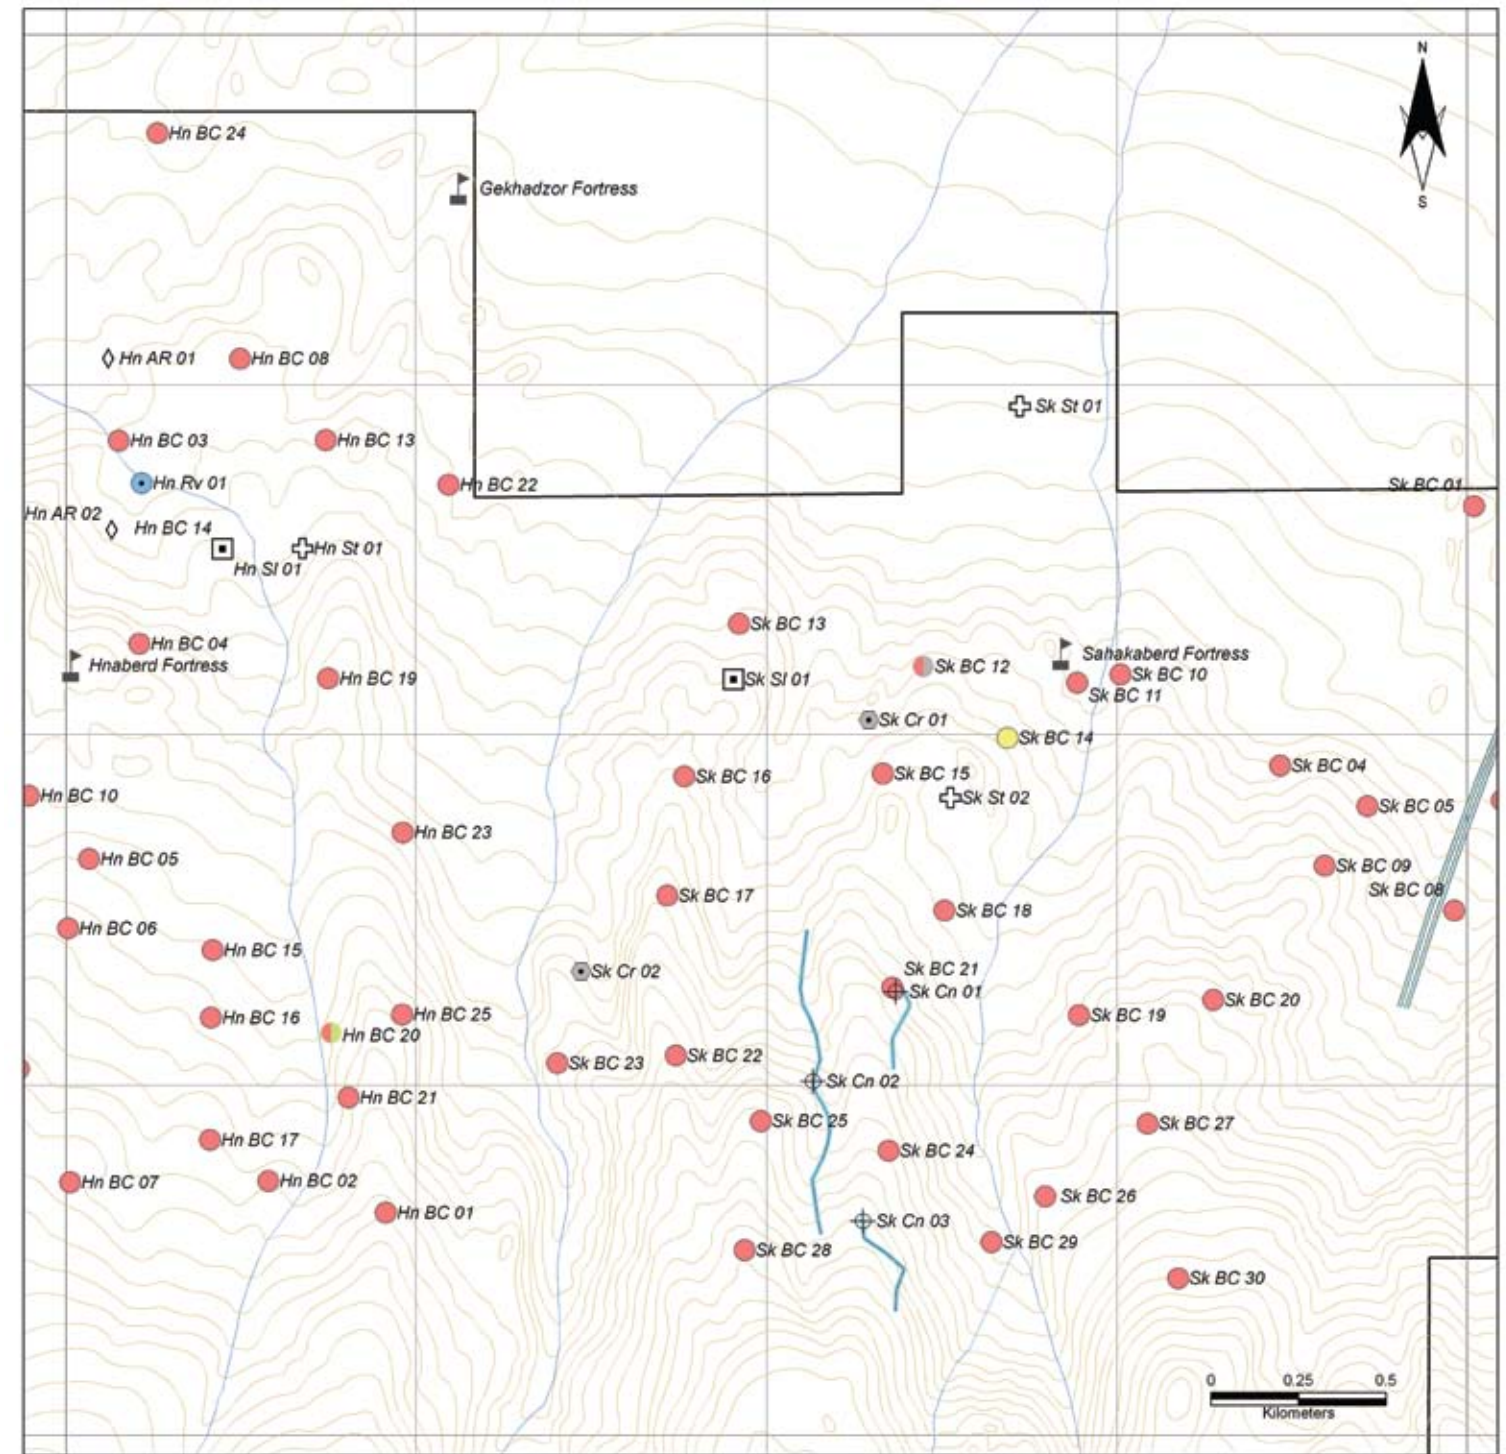 N
Hn BC 24
Gekhadzor Fortress
S
Hn AR 01
Hn BC 08
Sk St 01
Hn BC 03
Hn BC 13
Hn Rv 01
Hn BC 22
Sk BC 01
Hn AR 02
Hn BC 14
Hn St 01
Hn SI 01
Sk BC 13
Hn BC 04
Hnaberd Fortress
Sahakaberd Fortress
Sk BC 12
Hn BC 19
Sk SI 01
Sk BC 10
Sk BC 11
Sk Cr 01
Sk BC 14
Sk BC 04
Sk BC 16
Sk BC 15
Hn BC 10
Sk St 02
Sk BC 05
Hn BC 23
Hn BC 05
Sk BC 09
Sk BC 08
Sk BC 17
Sk BC 18
Hn BC 06
Hn BC 15
Sk Cr 02
Sk BC 21
Sk Cn 01
Sk BC 20
Hn BC 16
Hn BC 25
Sk BC 19
Hn BC 20
Sk BC 23
Sk BC 22
Sk Cn 02
Hn BC 21
Sk BC 25
Sk BC 27
Hn BC 17
Sk BC 24
Hn BC 07
Hn BC 02
Sk BC 26
Hn BC 01
Sk Cn 03
Sk BC 28
Sk BC 29
Sk BC 30
0 0.25 0.5
Kilometers